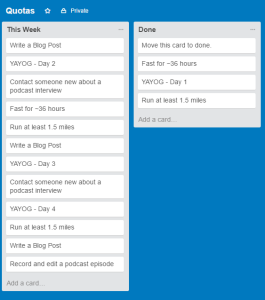 Quotas
Private
This Week
Write a Blog Post
YAYOG - Day 2
Contact someone new about a
podcast interview
Fast for ~36 hours
Run at least 1.5 miles
Write a Blog Post
YAYOG - Day 3
Contact someone new about a
podcast interview
YAYOG - Day 4
Run at least 1.5 miles
Write a Blog Post
Record and edit a podcast episode
Add a card...
Done
Move this card to done.
Fast for ~36 hours
YAYOG - Day 1
Run at least 1.5 miles
Add a card...